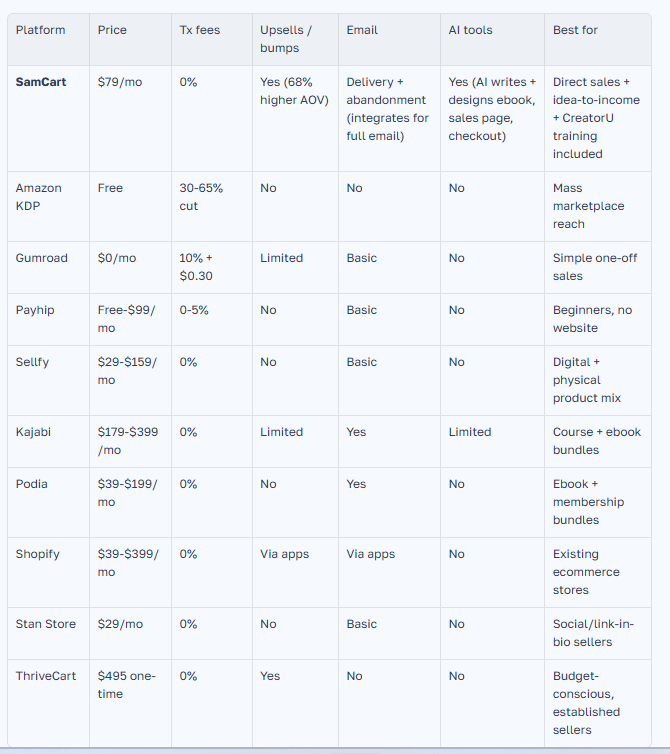 Platform Price Tx fees Upsells / Email AI tools Best for
bumps
SamCart $79/mo 0% Yes (68% Delivery + Yes (AI writes + Direct sales +
higher AOV) abandonment designs ebook, idea-to-income
(integrates for sales page, + CreatorU
full email) checkout) training
included
Amazon Free 30-65% No No No Mass
KDP cut marketplace
reach
Gumroad $0/mo 10% + Limited Basic No Simple one-off
$0.30 sales
Payhip Free-$99/ 0-5% No Basic No Beginners, no
mo website
Sellfy $29-$159/ 0% No Basic No Digital +
mo physical
product mix
Kajabi $179-$399 0% Limited Yes Limited Course + ebook
/mo bundles
Podia $39-$199/ 0% No Yes No Ebook +
mo membership
bundles
Shopify $39-$399/ 0% Via apps Via apps No Existing
mo ecommerce
stores
Stan Store $29/mo 0% No Basic No Social/link-in-
bio sellers
ThriveCart $495 one- 0% Yes No No Budget-
time conscious,
established
sellers